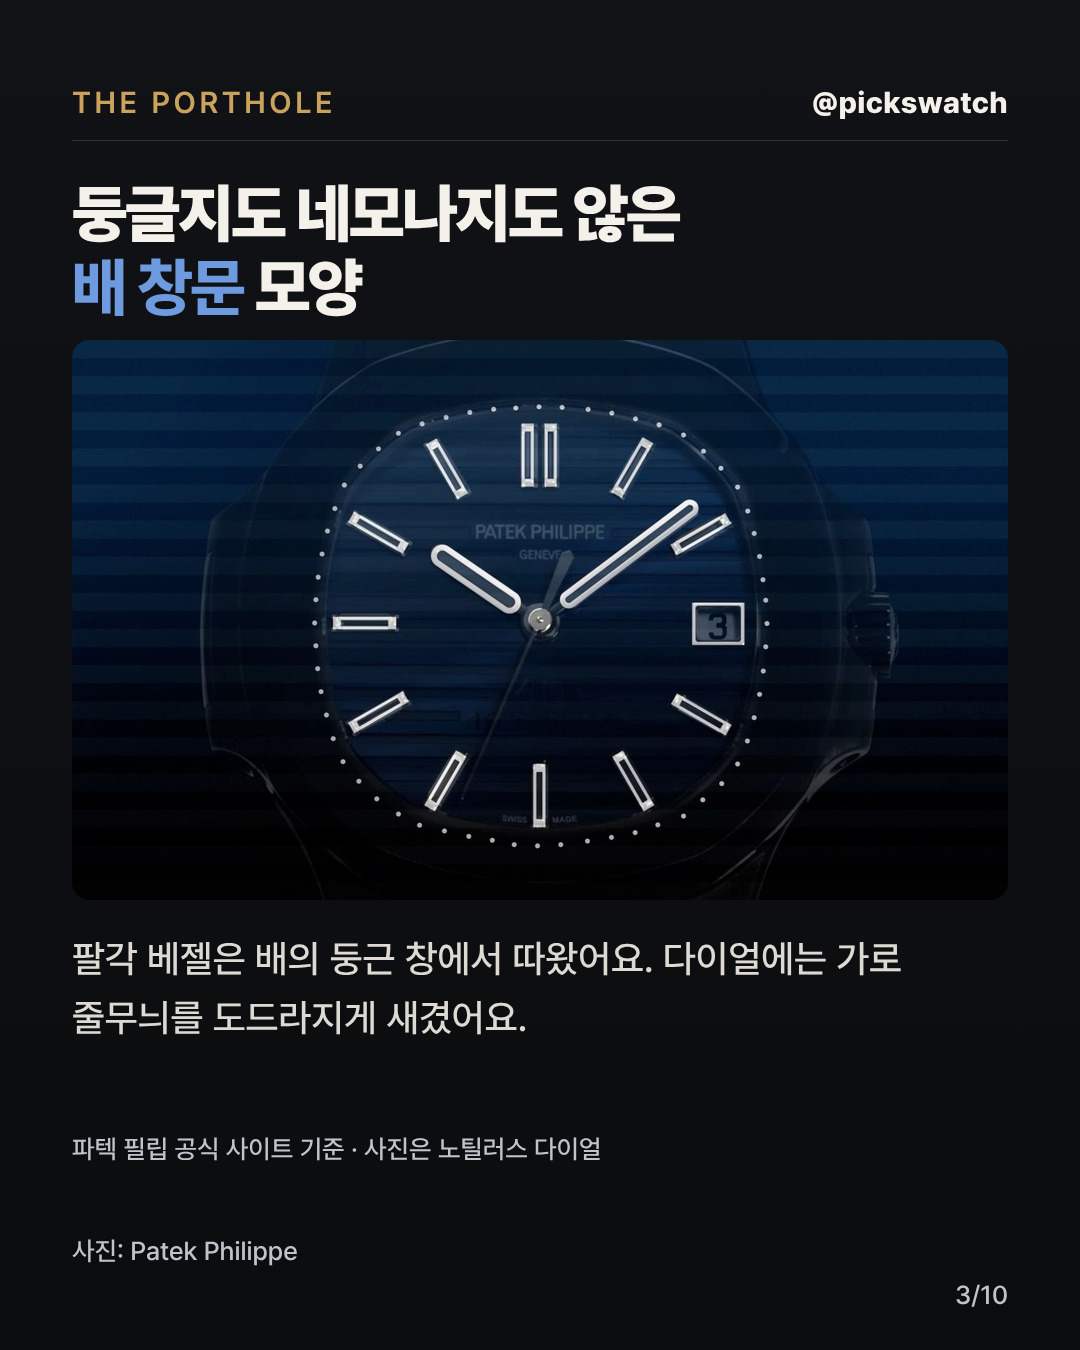 THE PORTHOLE
@pickswatch
둥글지도 네모나지도 않은
배 창문 모양
PATEK PHILIPPE
GENEVE
3
SWISS MADE
팔각 베젤은 배의 둥근 창에서 따왔어요. 다이얼에는 가로
줄무늬를 도드라지게 새겼어요.
파텍 필립 공식 사이트 기준 · 사진은 노틸러스 다이얼
사진: Patek Philippe
3/10